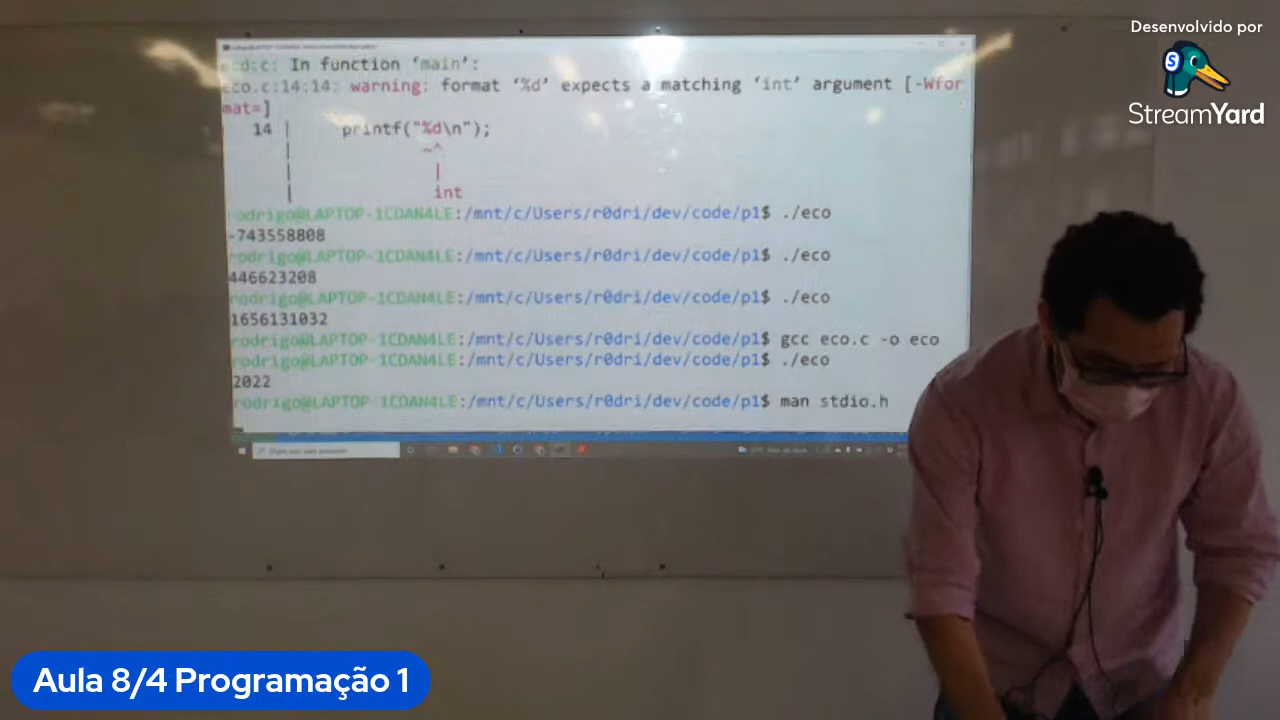 Desenvolvido por
S
StreamYard
eco.c: In function ‘main’:
eco.c:14:14: warning: format ‘%d’ expects a matching ‘int’ argument [-Wfor
mat=]
14 | printf("%d\n");
| ~^
| |
| int
rodrigo@LAPTOP-1CDAN4LE:/mnt/c/Users/r0dri/dev/code/p1$ ./eco
-743558808
rodrigo@LAPTOP-1CDAN4LE:/mnt/c/Users/r0dri/dev/code/p1$ ./eco
446623208
rodrigo@LAPTOP-1CDAN4LE:/mnt/c/Users/r0dri/dev/code/p1$ ./eco
1656131032
rodrigo@LAPTOP-1CDAN4LE:/mnt/c/Users/r0dri/dev/code/p1$ gcc eco.c -o eco
rodrigo@LAPTOP-1CDAN4LE:/mnt/c/Users/r0dri/dev/code/p1$ ./eco
2022
rodrigo@LAPTOP-1CDAN4LE:/mnt/c/Users/r0dri/dev/code/p1$ man stdio.h
Aula 8/4 Programação 1